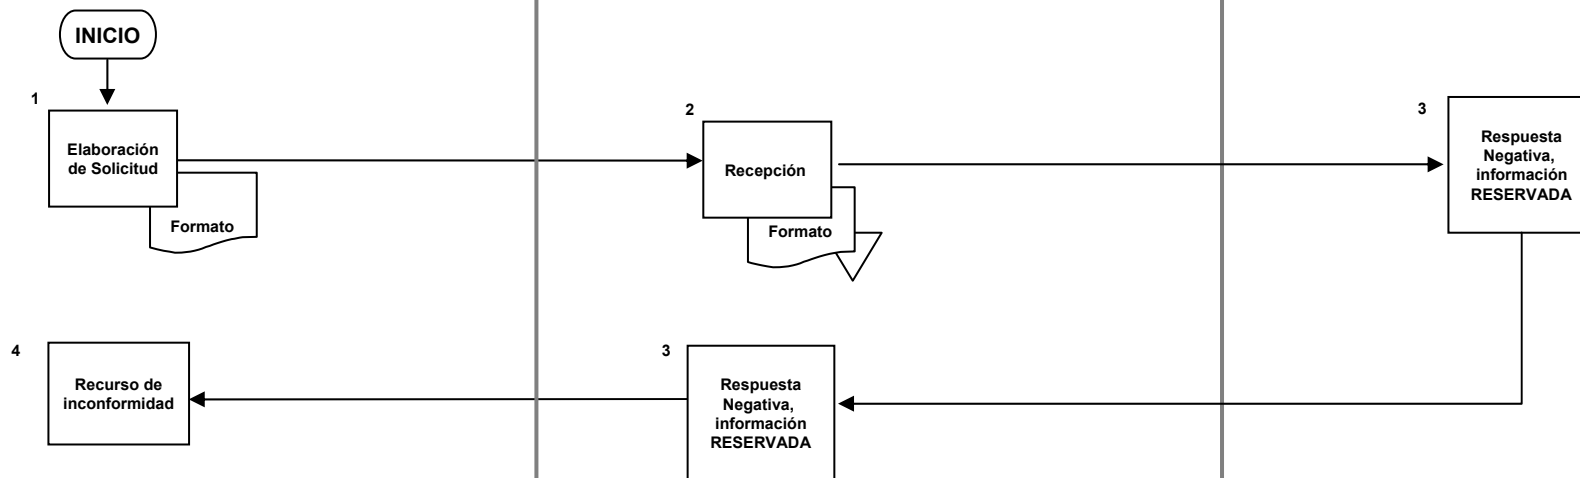 INICIO
1
Elaboración
de Solicitud
Formato
2
Recepción
Formato
3
Respuesta
Negativa,
información
RESERVADA
4
Recurso de
inconformidad
3
Respuesta
Negativa,
información
RESERVADA